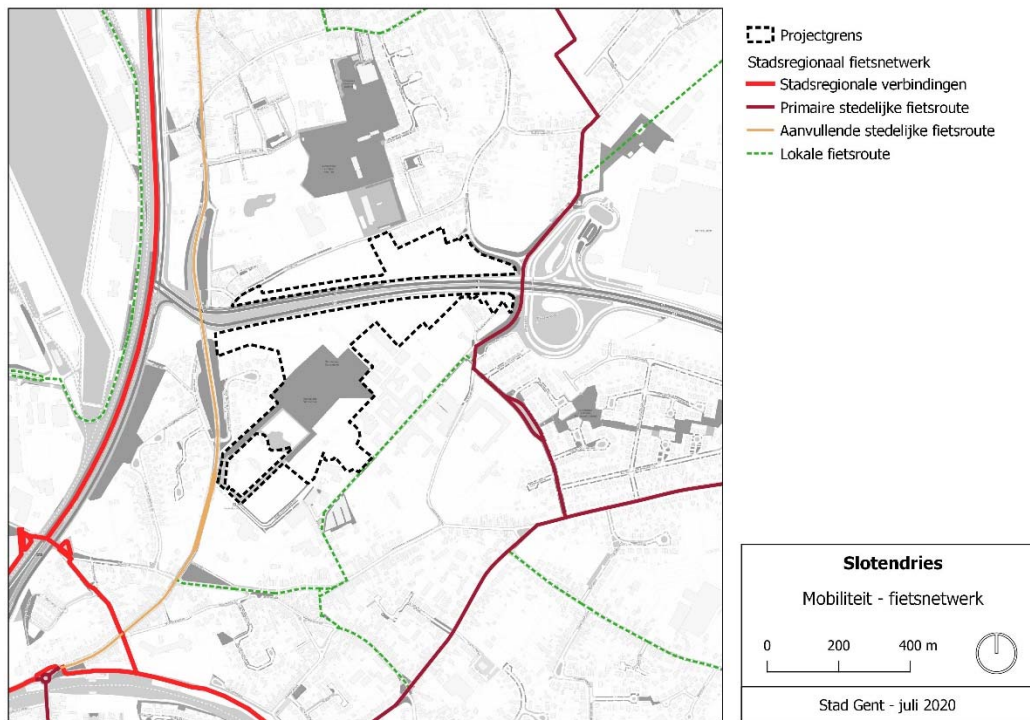 Projectgrens
Stadsregionaal fietsnetwerk
Stadsregionale verbindingen
Primaire stedelijke fietsroute
Aanvullende stedelijke fietsroute
Lokale fietsroute
Slotendries
Mobiliteit - fietsnetwerk
0 200 400 m
Stad Gent - juli 2020